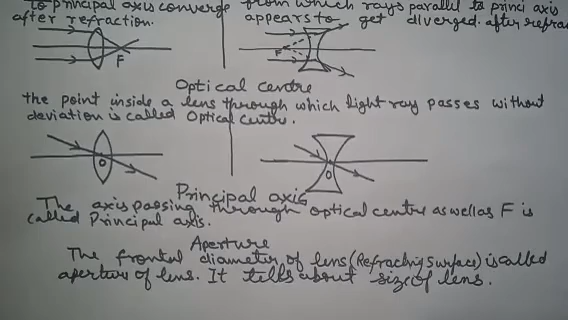 to principal axis converge
after refraction.
from which rays parallel to princi axis
appears to get diverged after refra
F
F
Optical centre
the point inside a lens through which light ray passes without
deviation is called Optical Centre.
O
O
Principal axis
The axis passing through optical centre as well as F is
called Principal axis.
Aperture
The frontal diameter of lens (Refracting surface) is called
aperture of lens. It tells about size of lens.